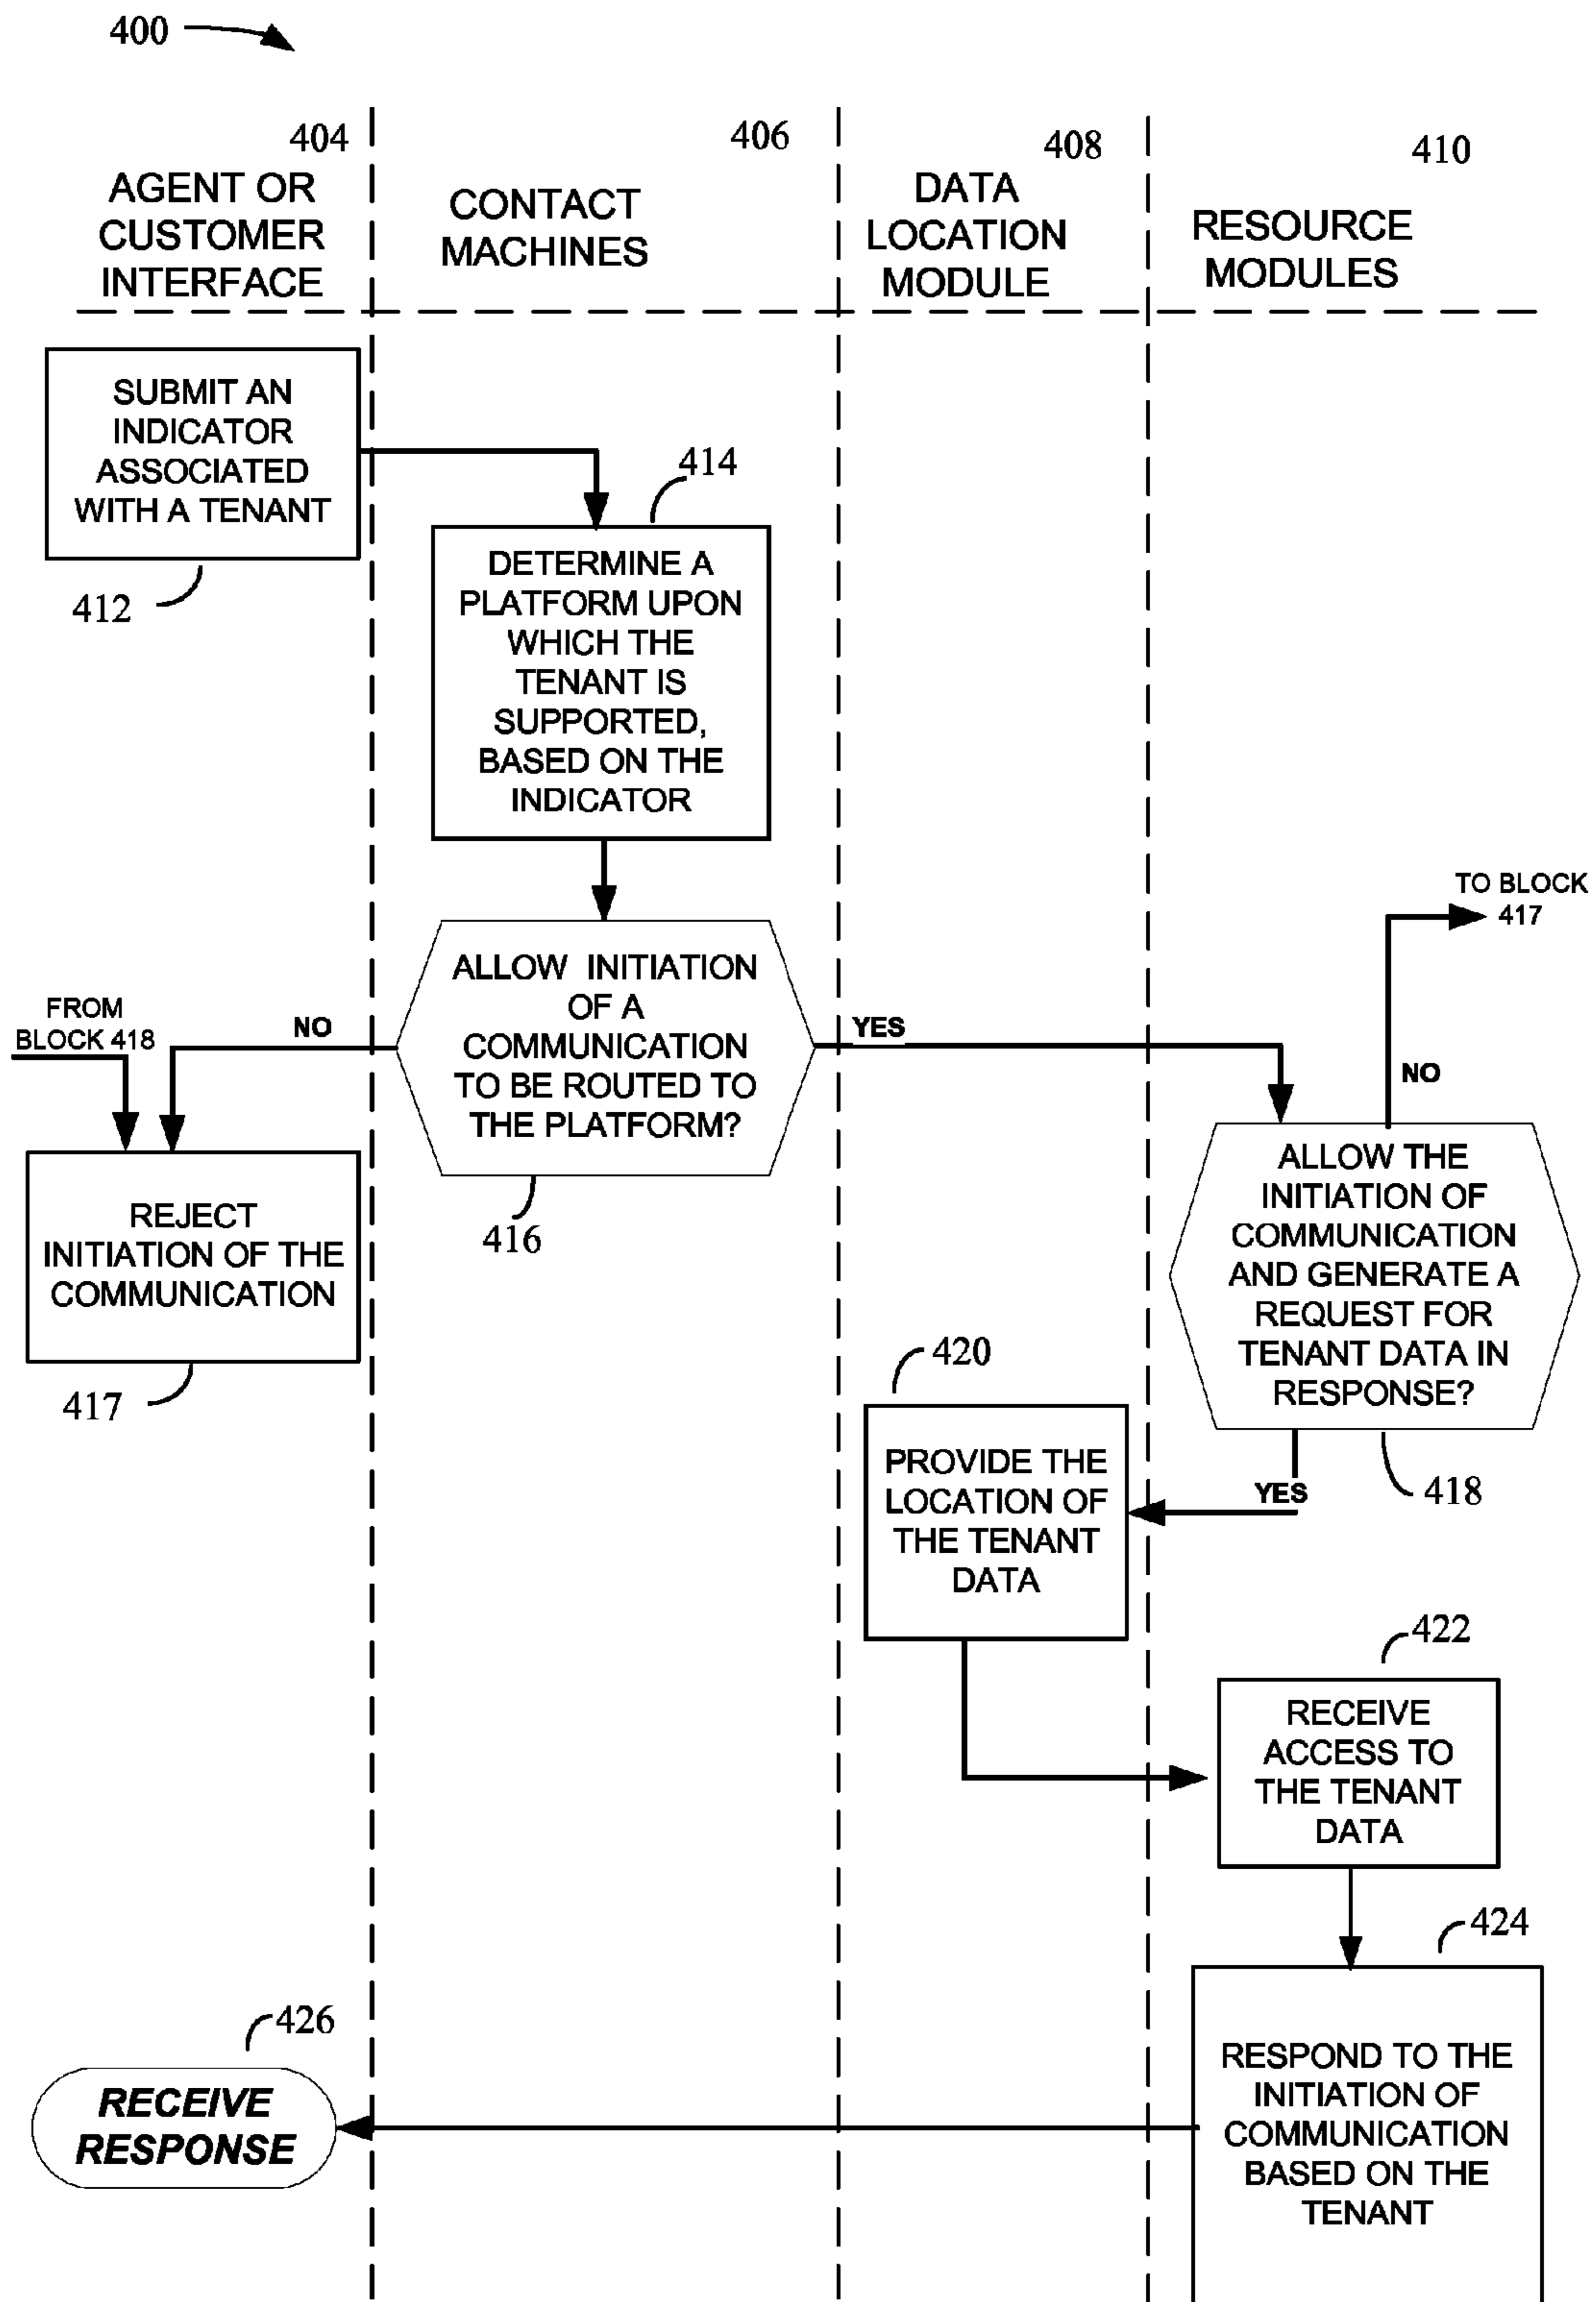 400
404
AGENT OR
CUSTOMER
INTERFACE
406
CONTACT
MACHINES
408
DATA
LOCATION
MODULE
410
RESOURCE
MODULES
SUBMIT AN
INDICATOR
ASSOCIATED
WITH A TENANT
412
414
DETERMINE A
PLATFORM UPON
WHICH THE
TENANT IS
SUPPORTED,
BASED ON THE
INDICATOR
TO BLOCK
417
ALLOW INITIATION
OF A
COMMUNICATION
TO BE ROUTED TO
THE PLATFORM?
416
FROM
BLOCK 418
NO
YES
NO
REJECT
INITIATION OF THE
COMMUNICATION
417
ALLOW THE
INITIATION OF
COMMUNICATION
AND GENERATE A
REQUEST FOR
TENANT DATA IN
RESPONSE?
418
YES
420
PROVIDE THE
LOCATION OF
THE TENANT
DATA
422
RECEIVE
ACCESS TO
THE TENANT
DATA
424
RESPOND TO THE
INITIATION OF
COMMUNICATION
BASED ON THE
TENANT
426
RECEIVE
RESPONSE